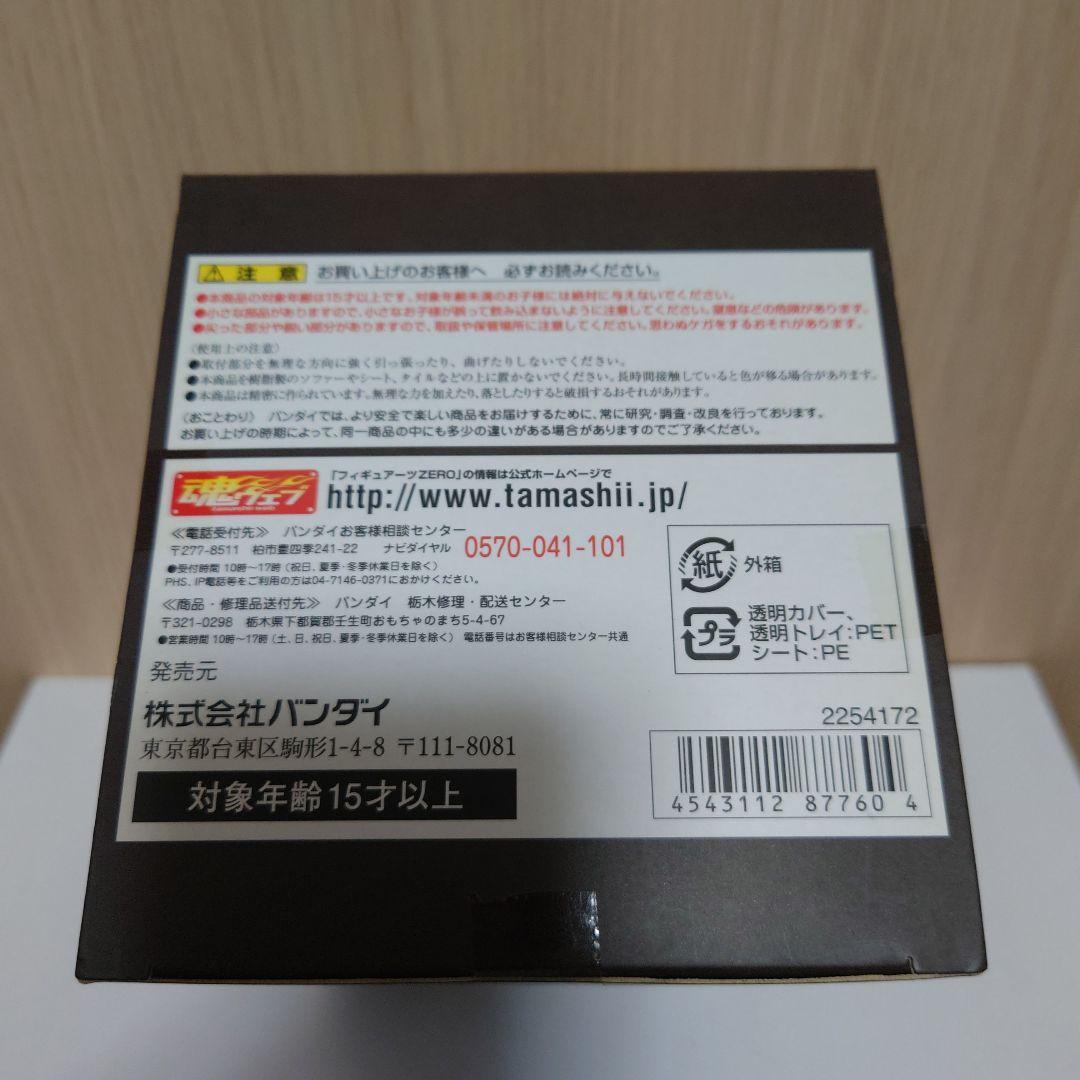 注意 お買い上げのお客様へ 必ずお読みください。
●本商品の対象年齢は15才以上です。対象年齢未満のお子様には絶対に与えないでください。
●小さな部品がありますので、小さなお子様が誤って飲み込まないように注意してください。窒息などの危険があります。
●尖った部分や鋭い部分がありますので、取扱や保管場所に注意してください。思わぬケガをするおそれがあります。
〈使用上の注意〉
●取付部分を無理な方向に強く引っ張ったり、曲げたりしないでください。
●本商品を樹脂製のソファーやシート、タイルなどの上に置かないでください。長時間接触していると色が移る場合があります。
●本商品は精密に作られています。無理な力を加えたり、落としたりすると破損するおそれがあります。
〈おことわり〉 バンダイでは、より安全で楽しい商品をお届けするために、常に研究・調査・改良を行っております。
お買い上げの時期によって、同一商品の中にも多少の違いがある場合がありますのでご了承ください。
魂ウェブ
tamashii web
「フィギュアーツZERO」の情報は公式ホームページで
http://www.tamashii.jp/
≪電話受付先≫ バンダイお客様相談センター
〒277-8511 柏市豊四季241-22 ナビダイヤル 0570-041-101
●受付時間 10時〜17時 (祝日、夏季・冬季休業日を除く)
PHS、IP電話等をご利用の方は04-7146-0371におかけください。
≪商品・修理品送付先≫ バンダイ 栃木修理・配送センター
〒321-0298 栃木県下都賀郡壬生町おもちゃのまち5-4-67
●営業時間 10時〜17時 (土、日、祝日、夏季・冬季休業日を除く) 電話番号はお客様相談センター共通
紙 外箱
プラ 透明カバー、
透明トレイ:PET
シート:PE
発売元
株式会社バンダイ
東京都台東区駒形1-4-8 〒111-8081
対象年齢15才以上
2254172
4543112 877604